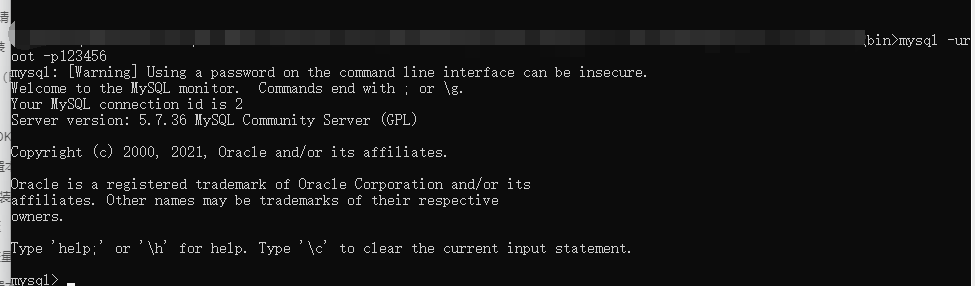 \bin>mysql -ur
oot -p123456
mysql: [Warning] Using a password on the command line interface can be insecure.
Welcome to the MySQL monitor.  Commands end with ; or \g.
Your MySQL connection id is 2
Server version: 5.7.36 MySQL Community Server (GPL)
Copyright (c) 2000, 2021, Oracle and/or its affiliates.
Oracle is a registered trademark of Oracle Corporation and/or its
affiliates. Other names may be trademarks of their respective
owners.
Type 'help;' or '\h' for help. Type '\c' to clear the current input statement.
mysql>